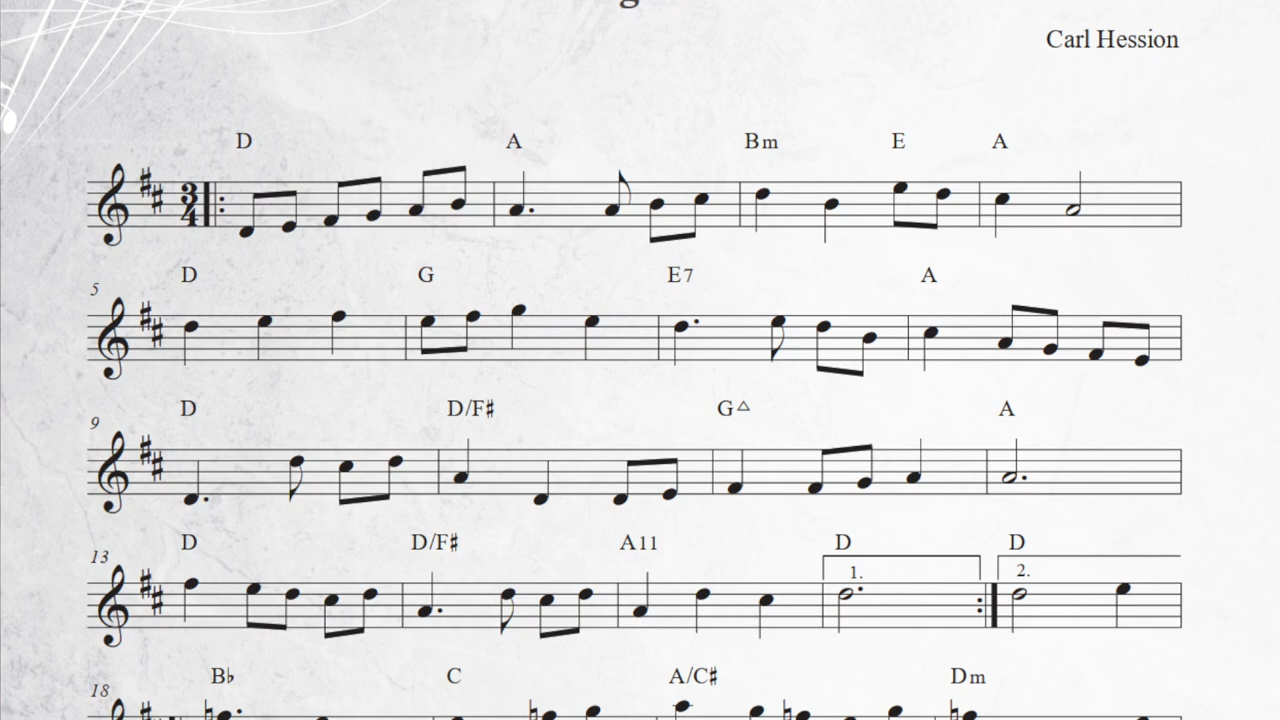 Carl Hession
D A Bm E A
3
4
5
D G E7 A
9
D D/F♯ G△ A
13
D D/F♯ A11 D D
1. 2.
18
B♭ C A/C♯ Dm